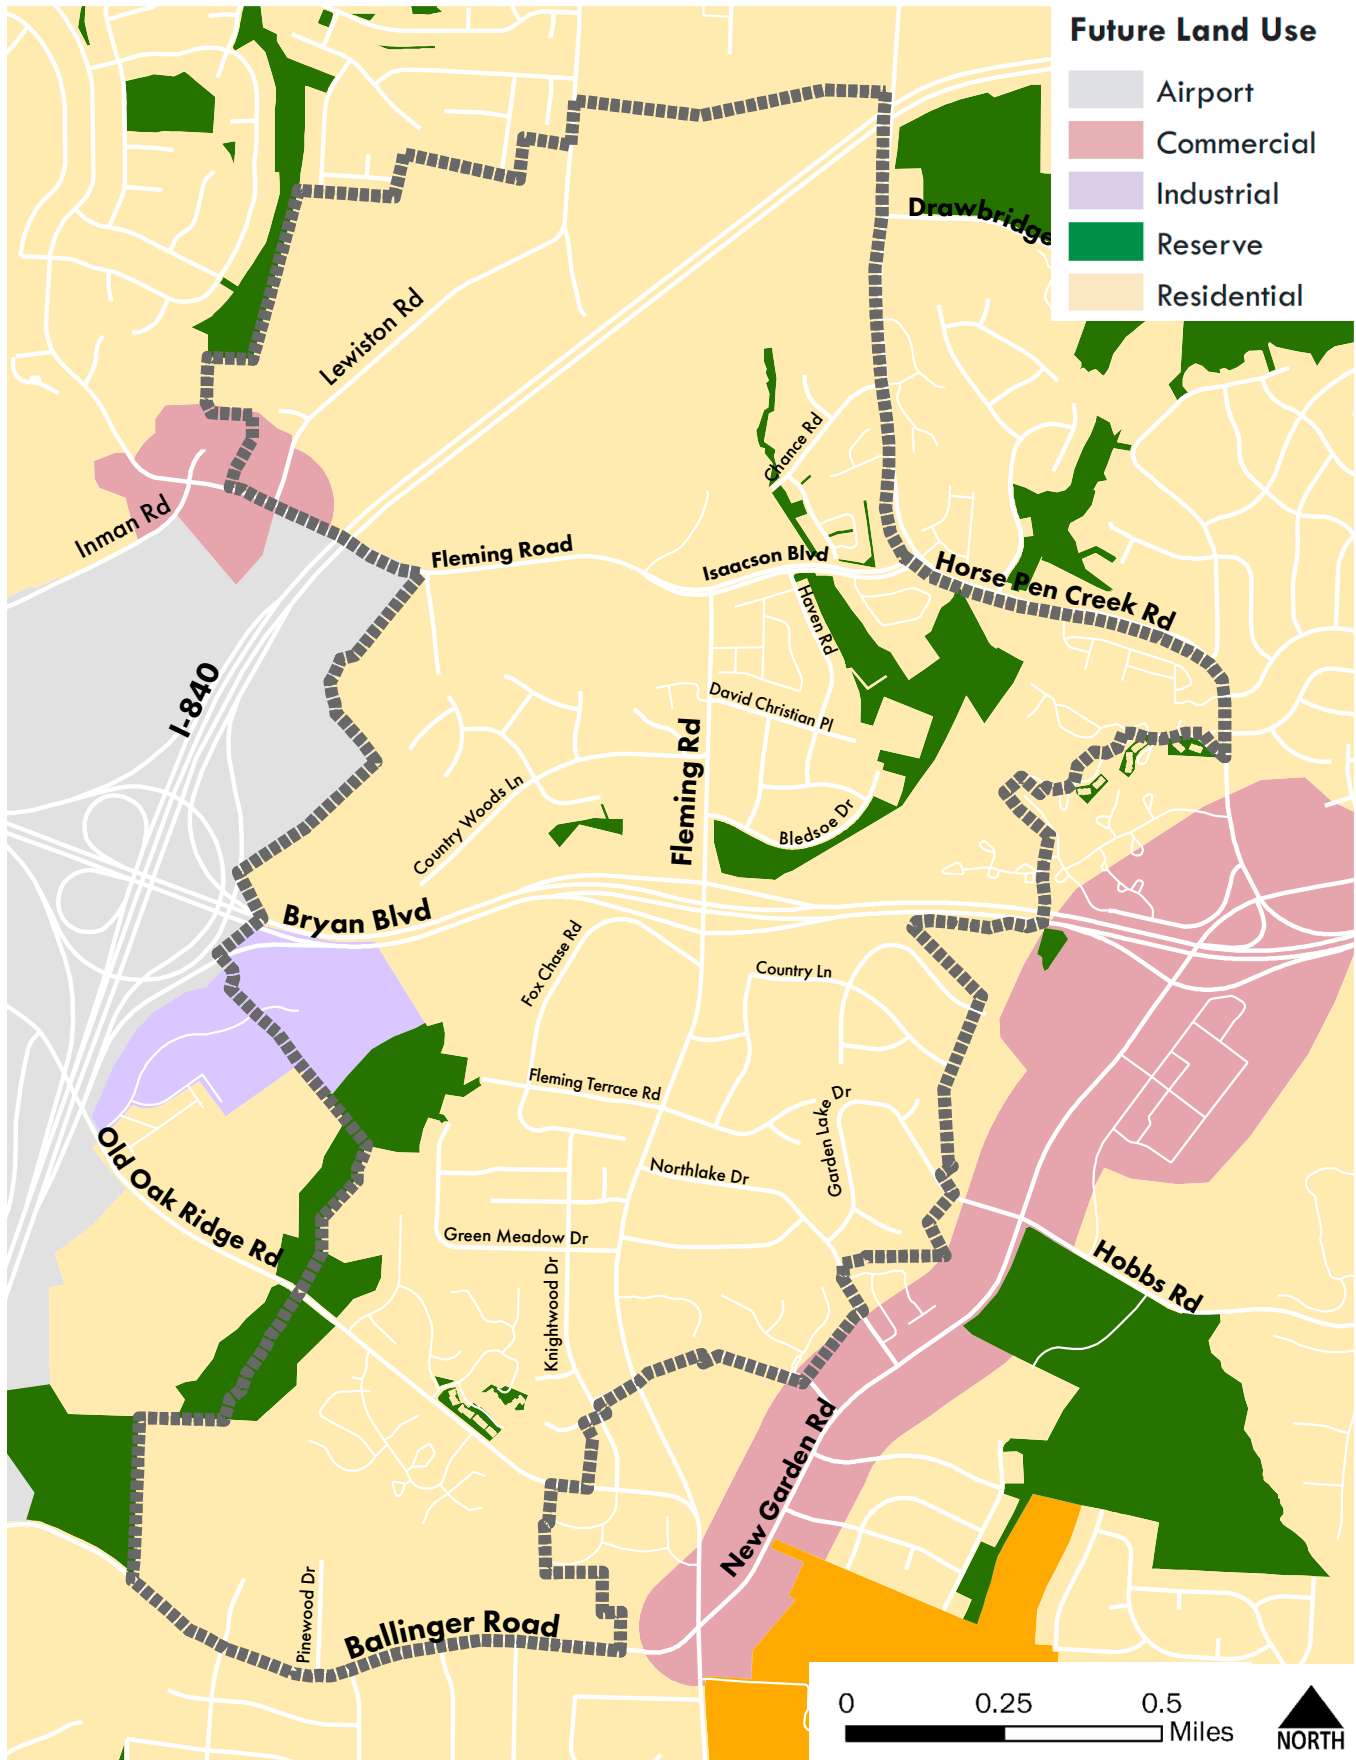 Future Land Use
Airport
Commercial
Industrial
Reserve
Residential
Drawbridge
Lewiston Rd
Chance Rd
Inman Rd
Fleming Road
Isaacson Blvd
Horse Pen Creek Rd
Haven Rd
I-840
David Christian Pl
Fleming Rd
Country Woods Ln
Bledsoe Dr
Bryan Blvd
Fox Chase Rd
Country Ln
Fleming Terrace Rd
Garden Lake Dr
Old Oak Ridge Rd
Northlake Dr
Green Meadow Dr
Knightwood Dr
Hobbs Rd
New Garden Rd
Pinewood Dr
Ballinger Road
0 0.25 0.5
Miles
NORTH